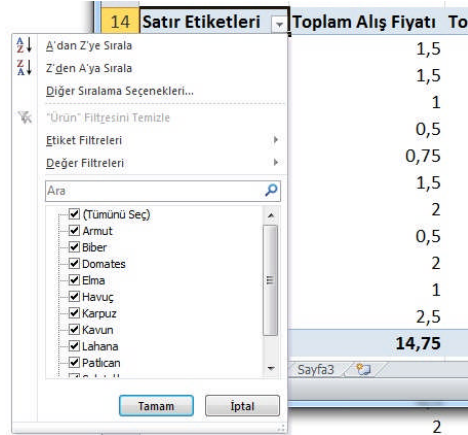 14 Satır Etiketleri Toplam Alış Fiyatı To
A'dan Z'ye Sırala
Z'den A'ya Sırala
Diğer Sıralama Seçenekleri...
"Ürün" Filtresini Temizle
Etiket Filtreleri
Değer Filtreleri
Ara
(Tümünü Seç)
Armut
Biber
Domates
Elma
Havuç
Karpuz
Kavun
Lahana
Patlıcan
Tamam İptal
1,5
1,5
1
0,5
0,75
1,5
2
0,5
2
1
2,5
14,75
Sayfa3
2